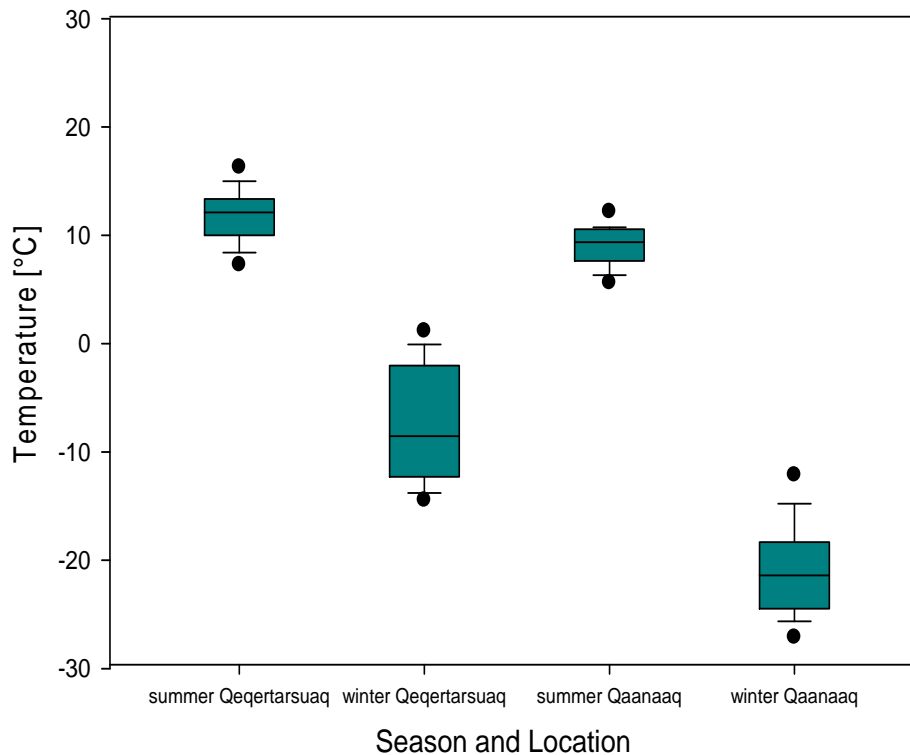 30
20
10
0
-10
-20
-30
Temperature [°C]
summer Qeqertarsuaq winter Qeqertarsuaq summer Qaanaaq winter Qaanaaq
Season and Location